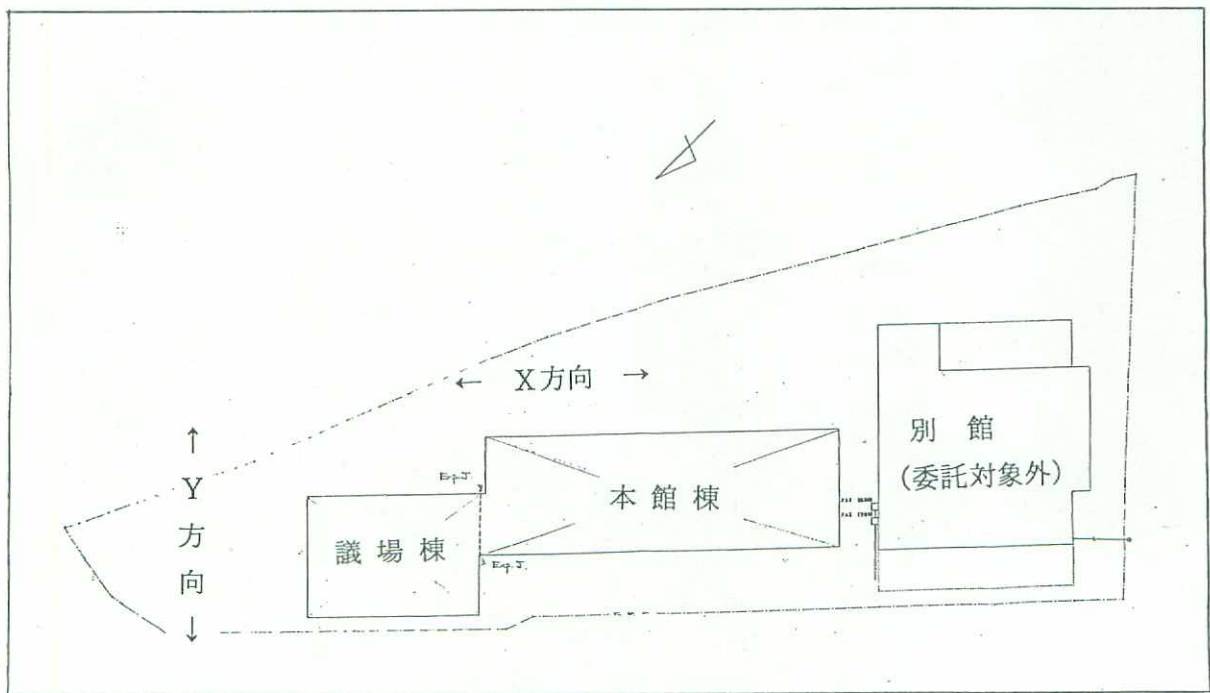 ← X方向 →
↑
Y
方
向
↓
別館
(委託対象外)
Exp.J.
本館棟
議場棟
Exp.J.